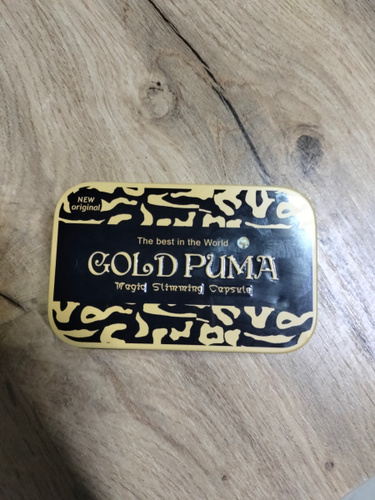 NEW
original
The best in the World
GOLD PUMA
Magic Slimming Capsule